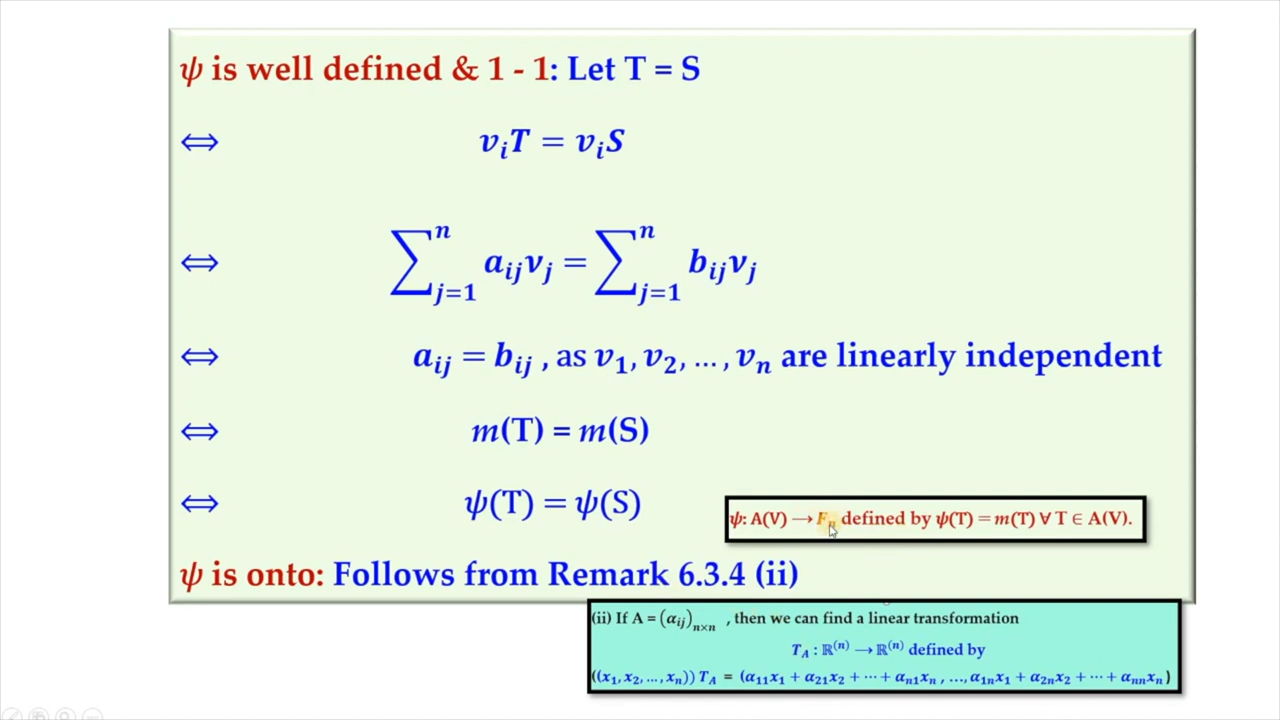 ψ is well defined & 1 - 1: Let T = S
⇔ v_i T = v_i S
⇔ ∑_{j=1}^{n} a_{ij} v_j = ∑_{j=1}^{n} b_{ij} v_j
⇔ a_{ij} = b_{ij} , as v_1, v_2, … , v_n are linearly independent
⇔ m(T) = m(S)
⇔ ψ(T) = ψ(S)
ψ: A(V) ⟶ F_n defined by ψ(T) = m(T) ∀ T ∈ A(V).
ψ is onto: Follows from Remark 6.3.4 (ii)
(ii) If A = (α_{ij})_{n×n} , then we can find a linear transformation
T_A : ℝ^{(n)} ⟶ ℝ^{(n)} defined by
((x_1, x_2, … , x_n)) T_A = (α_{11}x_1 + α_{21}x_2 + ⋯ + α_{n1}x_n , …, α_{1n}x_1 + α_{2n}x_2 + ⋯ + α_{nn}x_n )